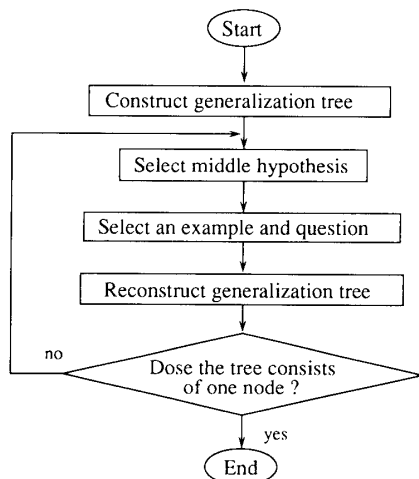 Start
Construct generalization tree
Select middle hypothesis
Select an example and question
Reconstruct generalization tree
no
Dose the tree consists
of one node ?
yes
End